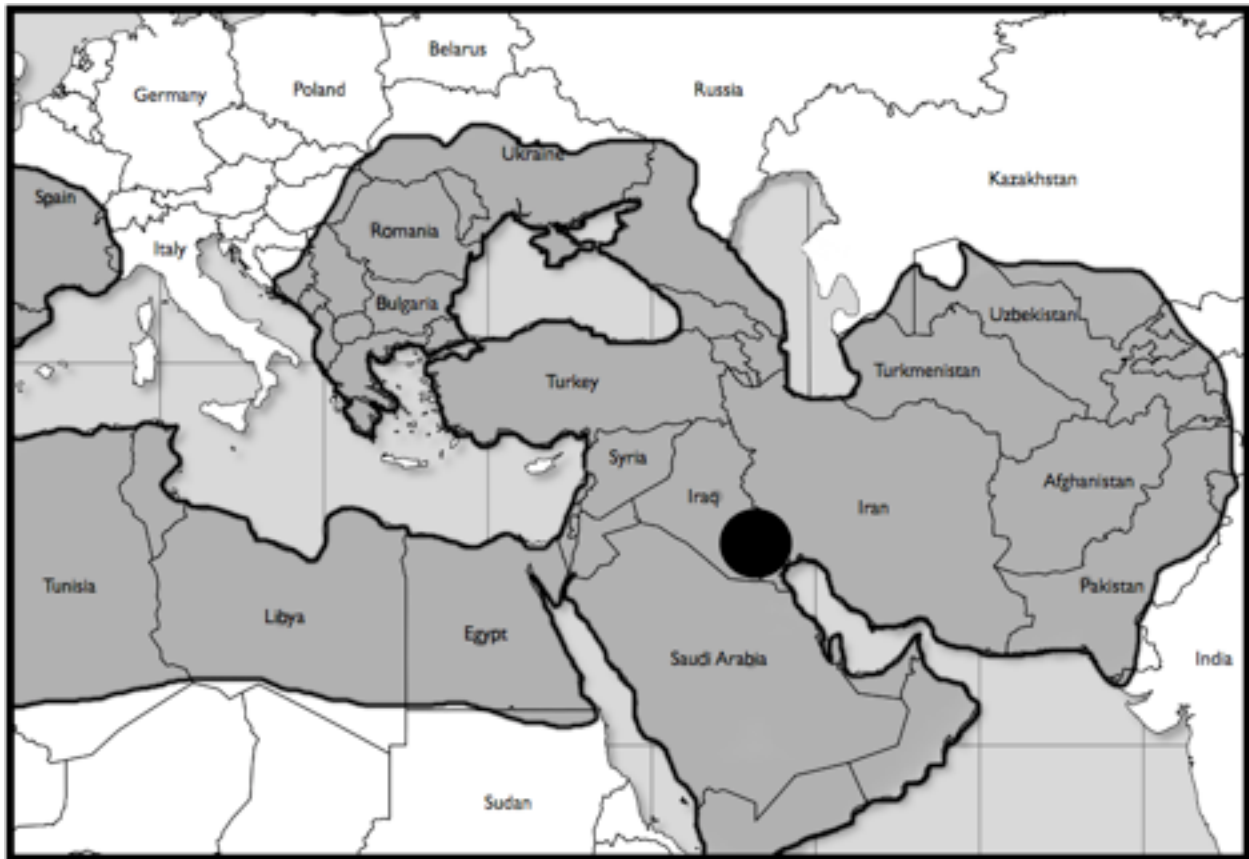 Belarus
Germany
Poland
Russia
Ukraine
Kazakhstan
Spain
Romania
Italy
Bulgaria
Uzbekistan
Turkey
Turkmenistan
Syria
Iraq
Iran
Afghanistan
Tunisia
Pakistan
Libya
Egypt
Saudi Arabia
India
Sudan